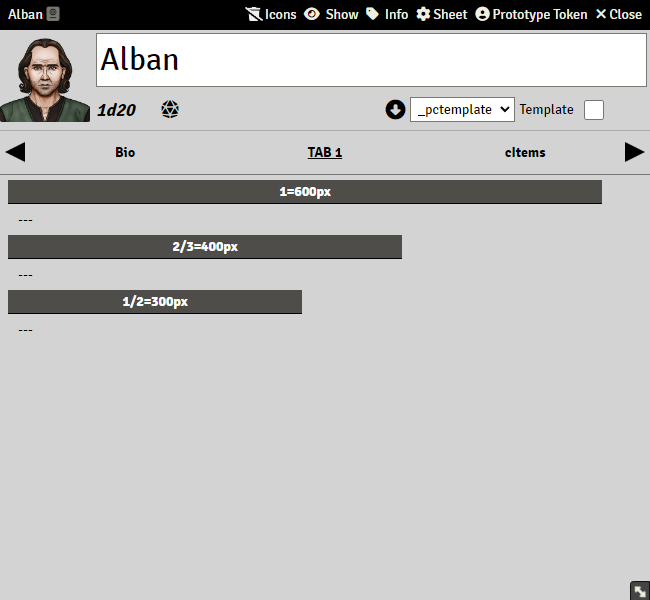 Alban Icons Show Info Sheet Prototype Token Close
Alban
1d20 _pctemplate Template
Bio TAB 1 cItems
1=600px
---
2/3=400px
---
1/2=300px
---